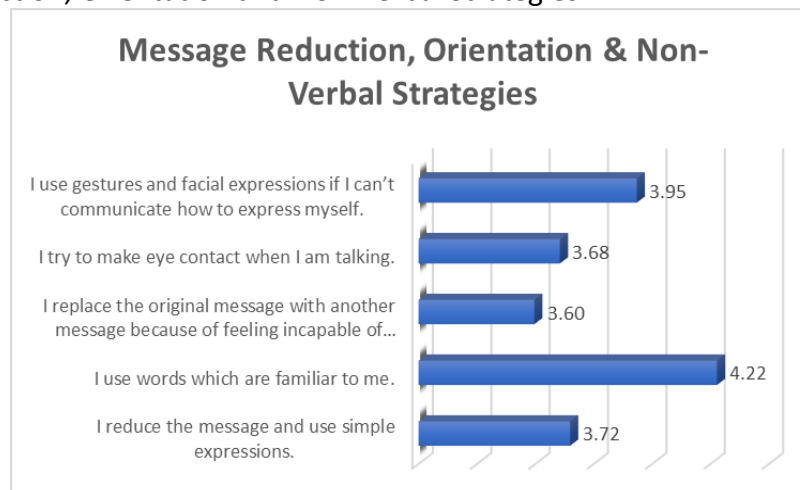 Message Reduction, Orientation & Non-
Verbal Strategies
I use gestures and facial expressions if I can't
communicate how to express myself.
3.95
I try to make eye contact when I am talking.
3.68
I replace the original message with another
message because of feeling incapable of...
3.60
I use words which are familiar to me.
4.22
I reduce the message and use simple
expressions.
3.72